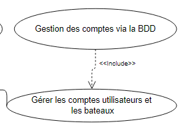 Gestion des comptes via la BDD
<<include>>
Gérer les comptes utilisateurs et
les bateaux